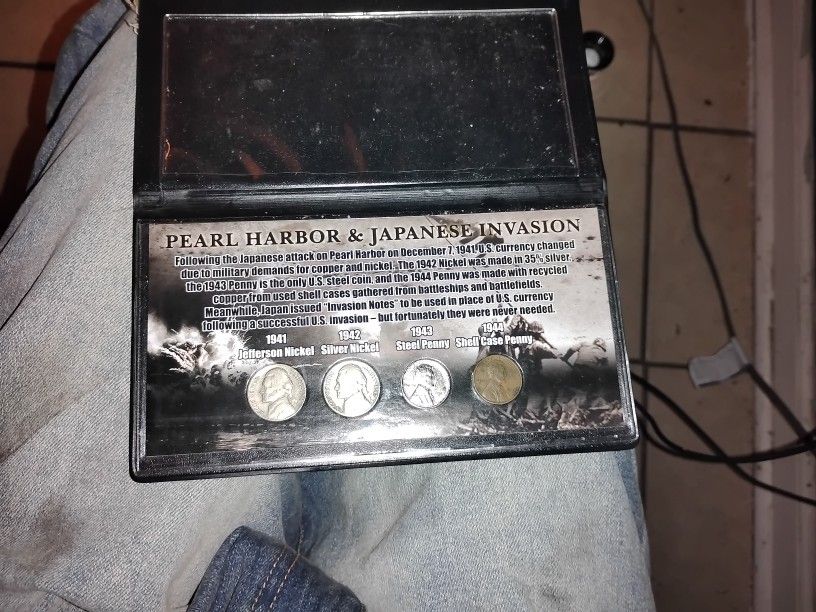 PEARL HARBOR & JAPANESE INVASION
Following the Japanese attack on Pearl Harbor on December 7, 1941, U.S. currency changed
due to military demands for copper and nickel. The 1942 Nickel was made in 35% silver,
the 1943 Penny is the only U.S. steel coin, and the 1944 Penny was made with recycled
copper from used shell cases gathered from battleships and battlefields.
Meanwhile, Japan issued "Invasion Notes" to be used in place of U.S. currency
following a successful U.S. invasion – but fortunately they were never needed.
1941 1942 1943 1944
Jefferson Nickel Silver Nickel Steel Penny Shell Case Penny